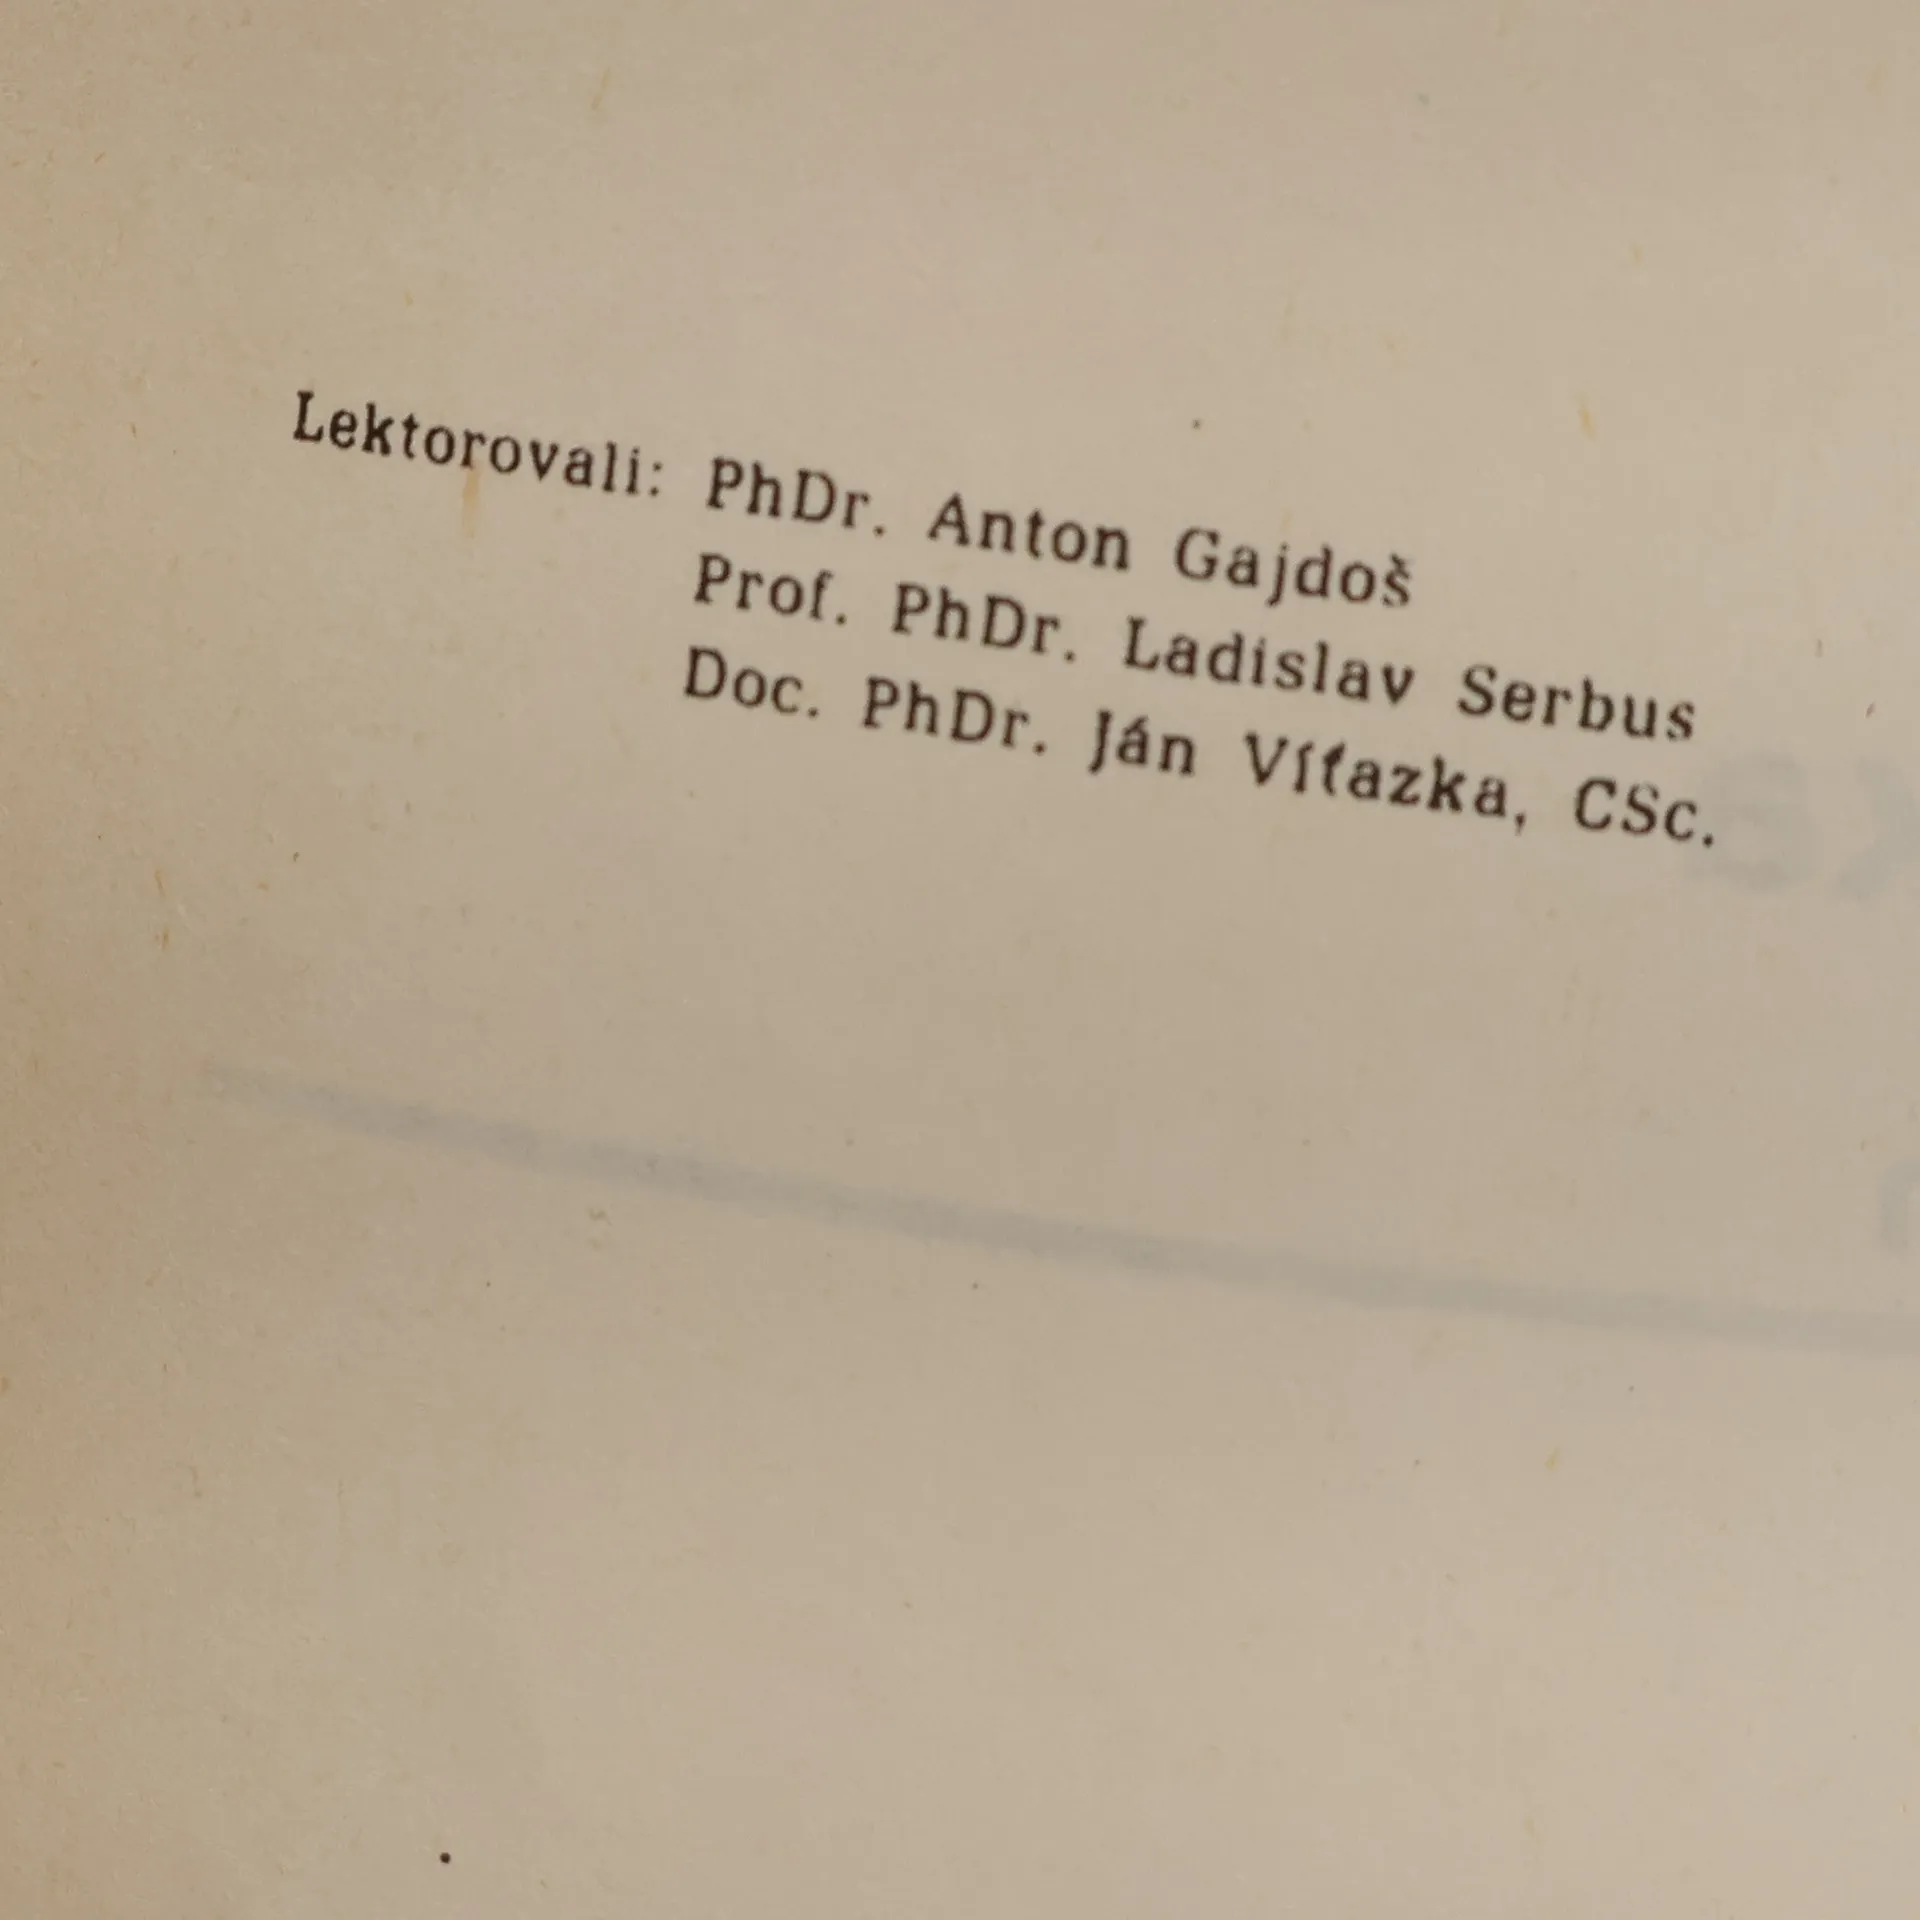 Lektorovali: PhDr. Anton Gajdoš
Prof. PhDr. Ladislav Serbus
Doc. PhDr. Ján Víťazka, CSc.